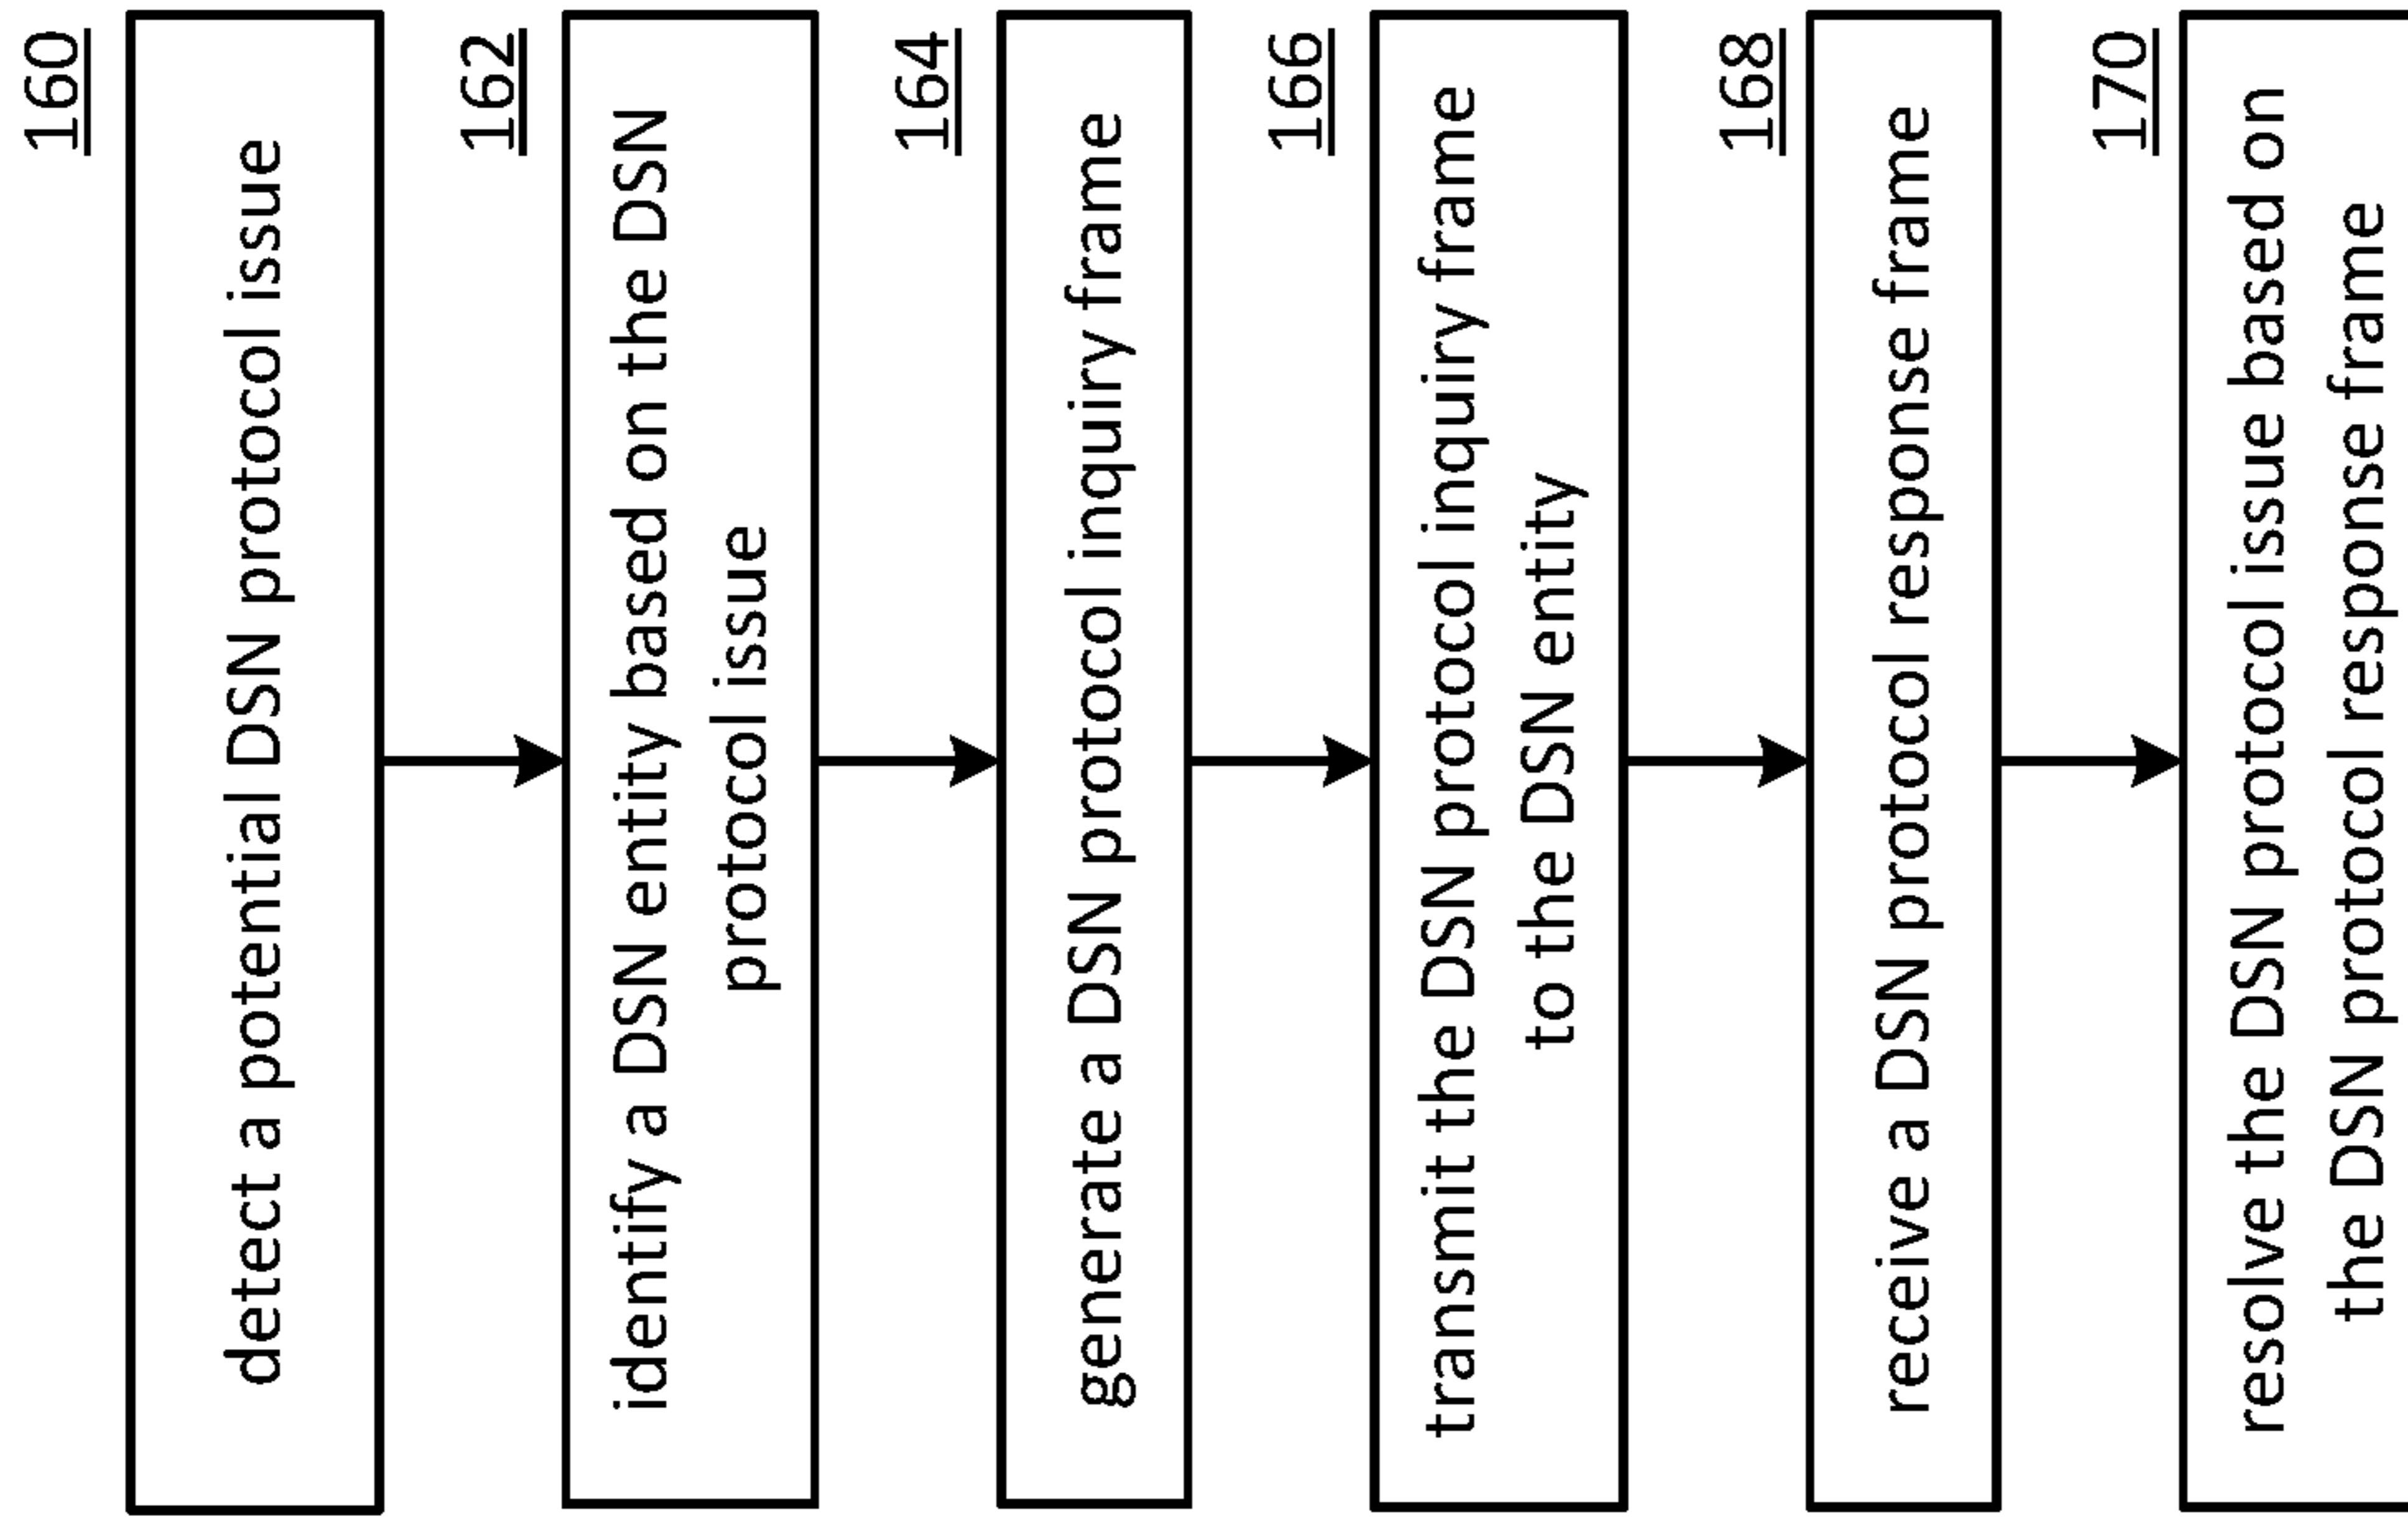 160
detect a potential DSN protocol issue
162
identify a DSN entity based on the DSN
protocol issue
164
generate a DSN protocol inquiry frame
166
transmit the DSN protocol inquiry frame
to the DSN entity
168
receive a DSN protocol response frame
170
resolve the DSN protocol issue based on
the DSN protocol response frame